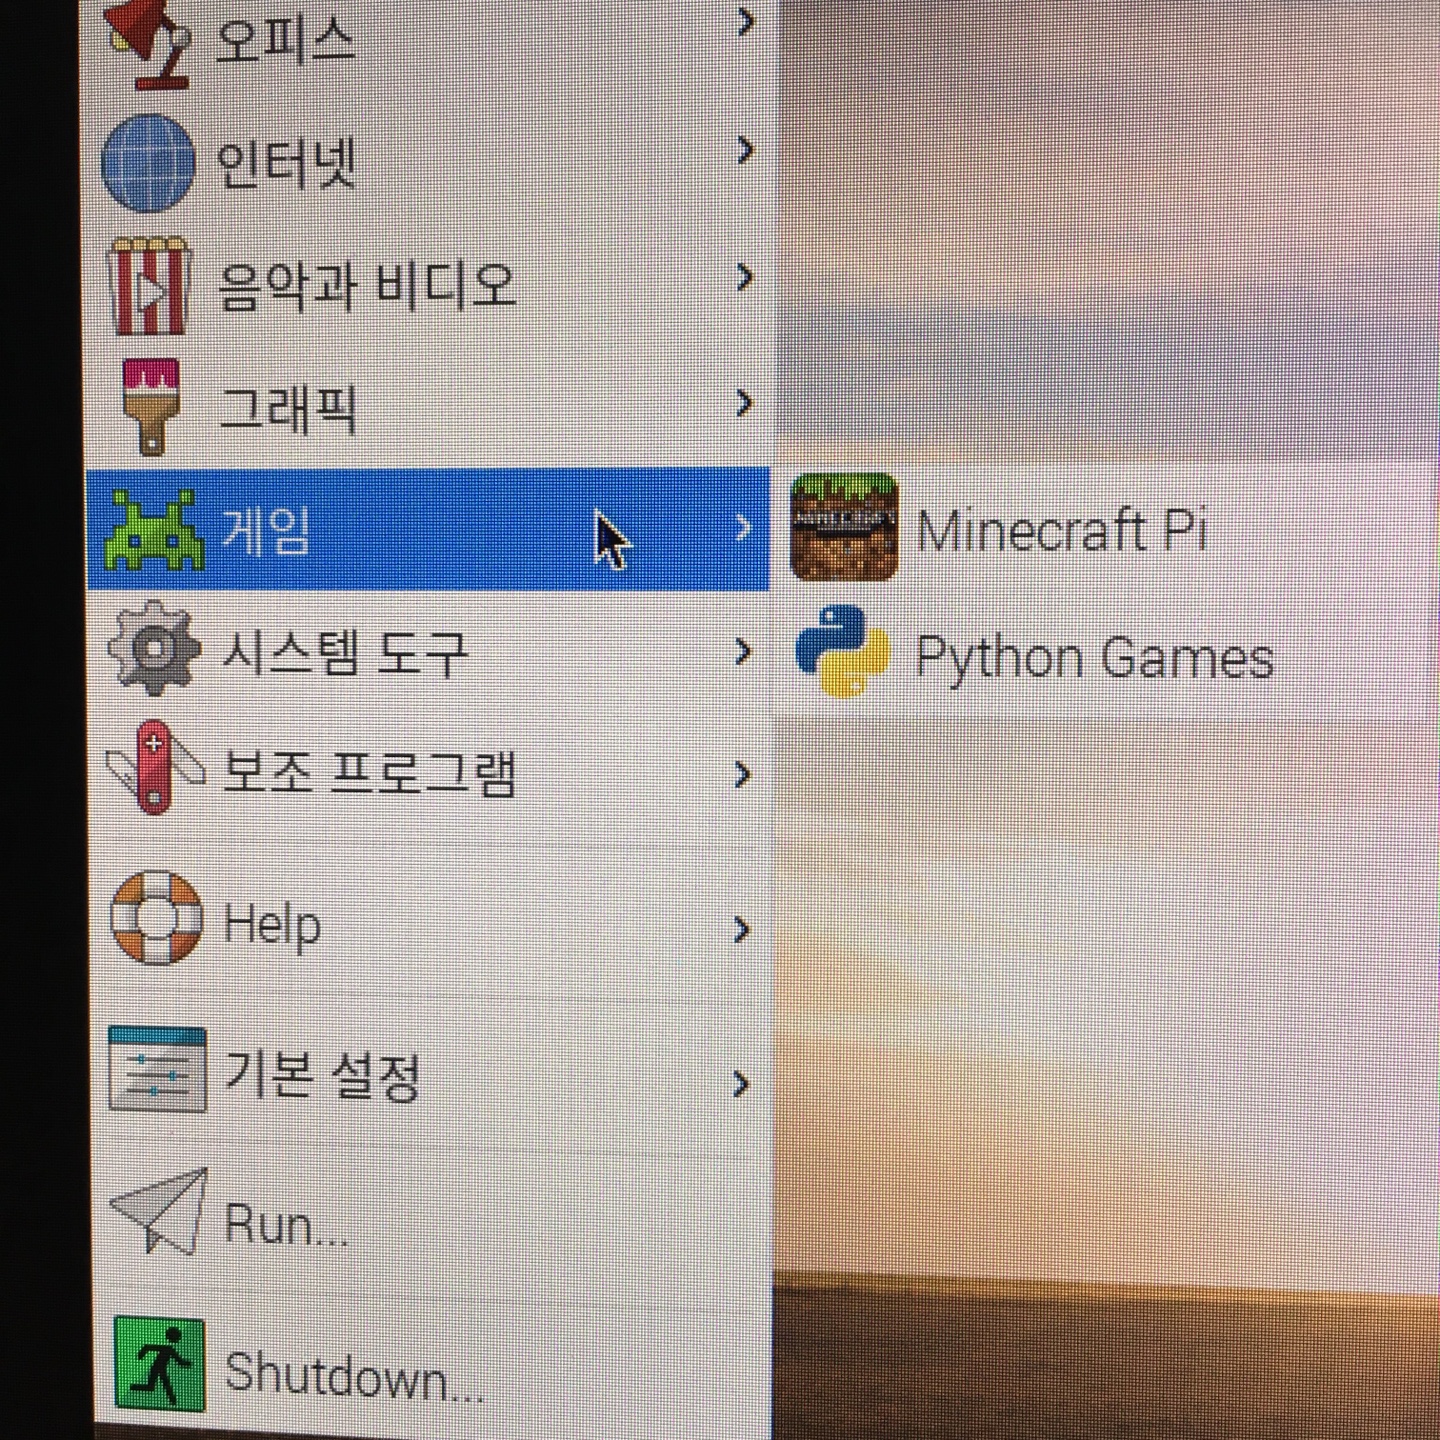 오피스
인터넷
음악과 비디오
그래픽
게임
Minecraft Pi
시스템 도구
Python Games
보조 프로그램
Help
기본 설정
Run...
Shutdown...